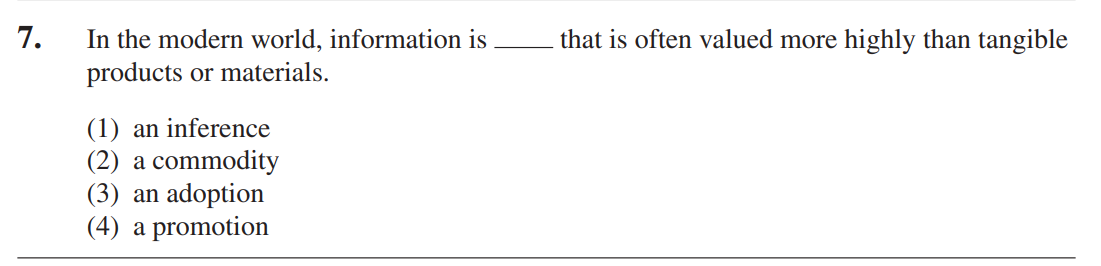 7. In the modern world, information is ____ that is often valued more highly than tangible
products or materials.
(1) an inference
(2) a commodity
(3) an adoption
(4) a promotion